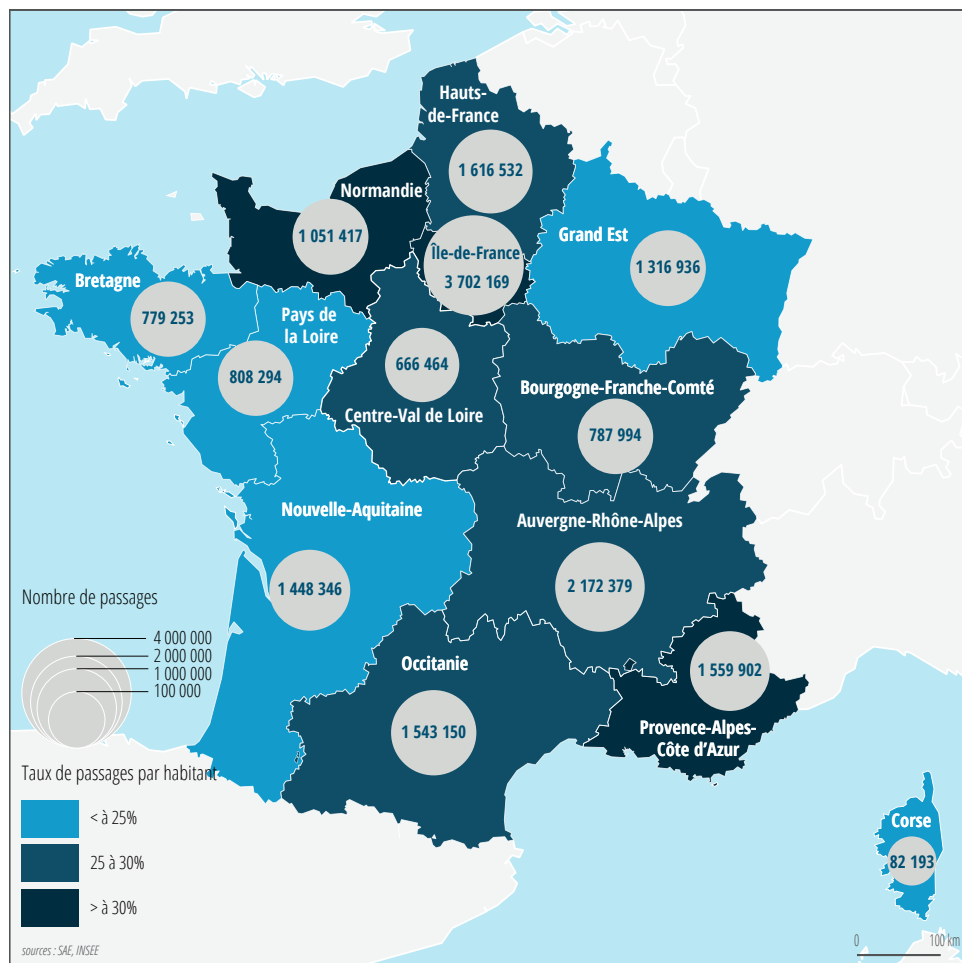 Hauts-
de-France
1 616 532
Normandie
1 051 417
Île-de-France
3 702 169
Grand Est
1 316 936
Bretagne
779 253
Pays de
la Loire
808 294
666 464
Centre-Val de Loire
Bourgogne-Franche-Comté
787 994
Nouvelle-Aquitaine
1 448 346
Auvergne-Rhône-Alpes
2 172 379
Occitanie
1 543 150
1 559 902
Provence-Alpes-
Côte d'Azur
Corse
82 193
Nombre de passages
4 000 000
2 000 000
1 000 000
100 000
Taux de passages par habitant
< à 25%
25 à 30%
> à 30%
sources : SAE, INSEE
0 100 km